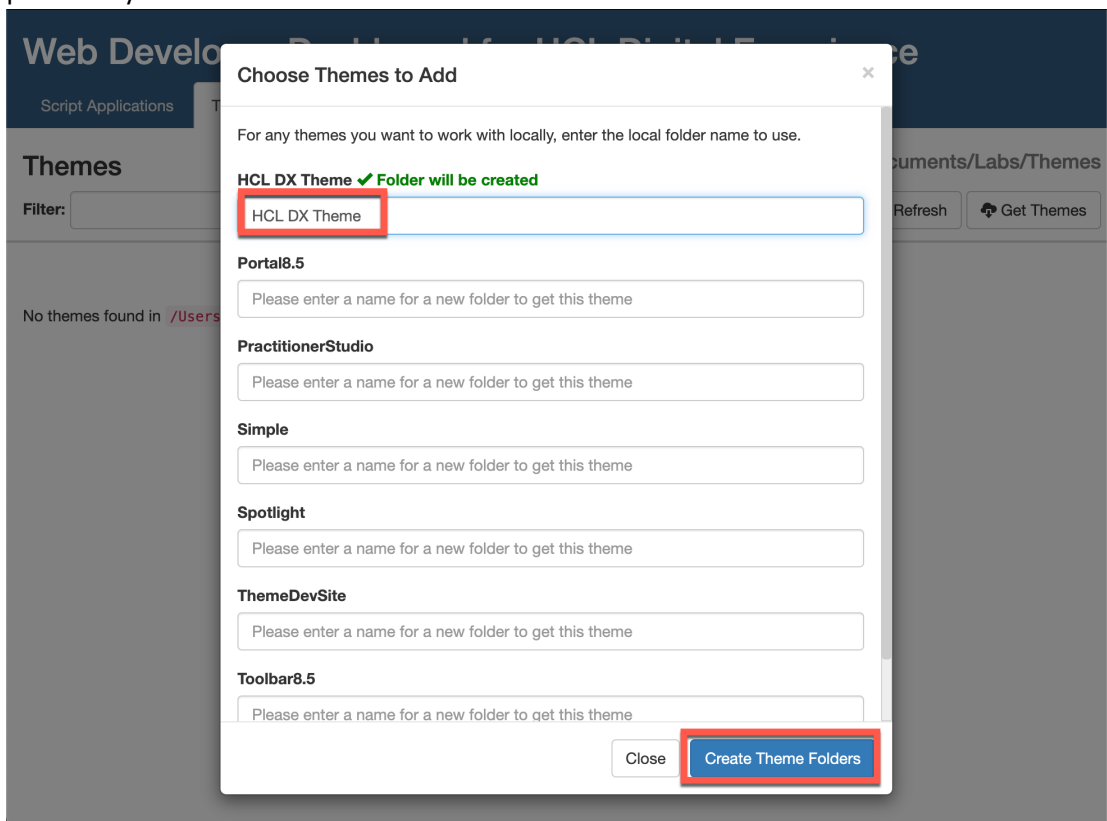 Web Develo
Script Applications
Themes
Filter:
No themes found in /Users
cuments/Labs/Themes
Refresh
Get Themes
Choose Themes to Add
×
For any themes you want to work with locally, enter the local folder name to use.
HCL DX Theme ✔ Folder will be created
HCL DX Theme
Portal8.5
Please enter a name for a new folder to get this theme
PractitionerStudio
Please enter a name for a new folder to get this theme
Simple
Please enter a name for a new folder to get this theme
Spotlight
Please enter a name for a new folder to get this theme
ThemeDevSite
Please enter a name for a new folder to get this theme
Toolbar8.5
Please enter a name for a new folder to get this theme
Close
Create Theme Folders